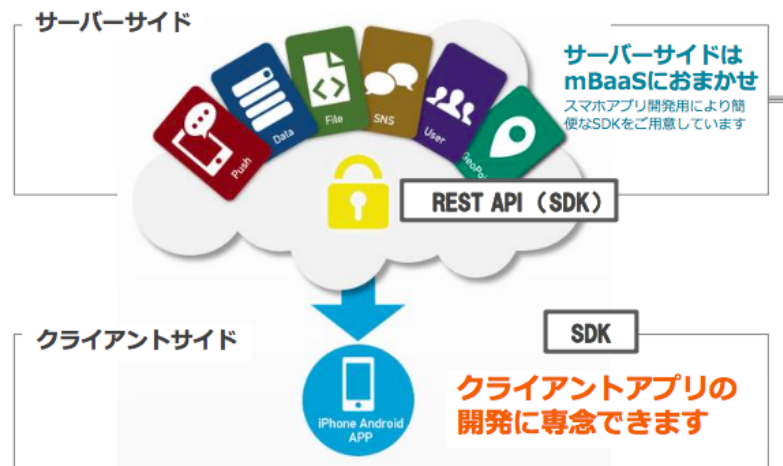 サーバーサイド
サーバーサイドは
mBaaSにおまかせ
スマホアプリ開発用により簡
便なSDKをご用意しています
Push
Data
File
SNS
User
GeoPoi
REST API（SDK）
クライアントサイド
SDK
iPhone Android
APP
クライアントアプリの
開発に専念できます